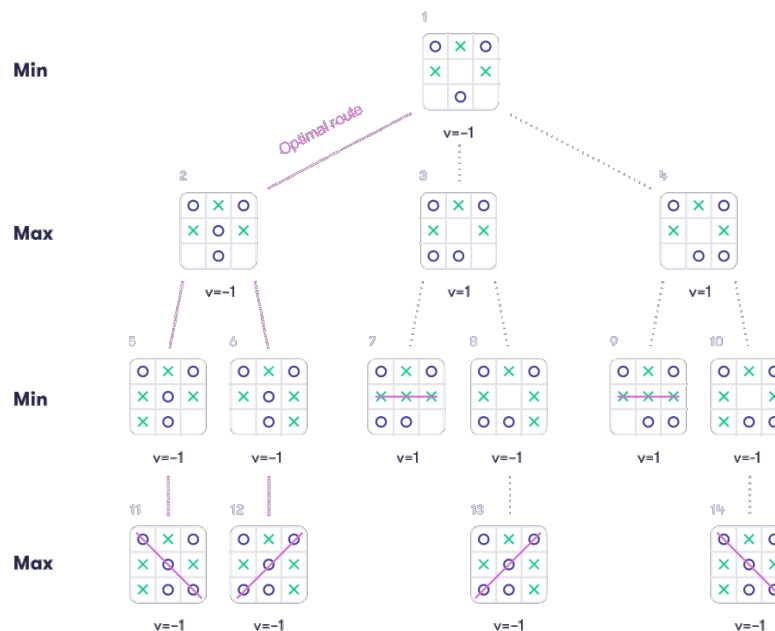 1
Min
v=-1
Optimal route
2
3
4
Max
v=-1
v=1
v=1
5
6
7
8
9
10
Min
v=-1
v=-1
v=1
v=-1
v=1
v=-1
11
12
13
14
Max
v=-1
v=-1
v=-1
v=-1